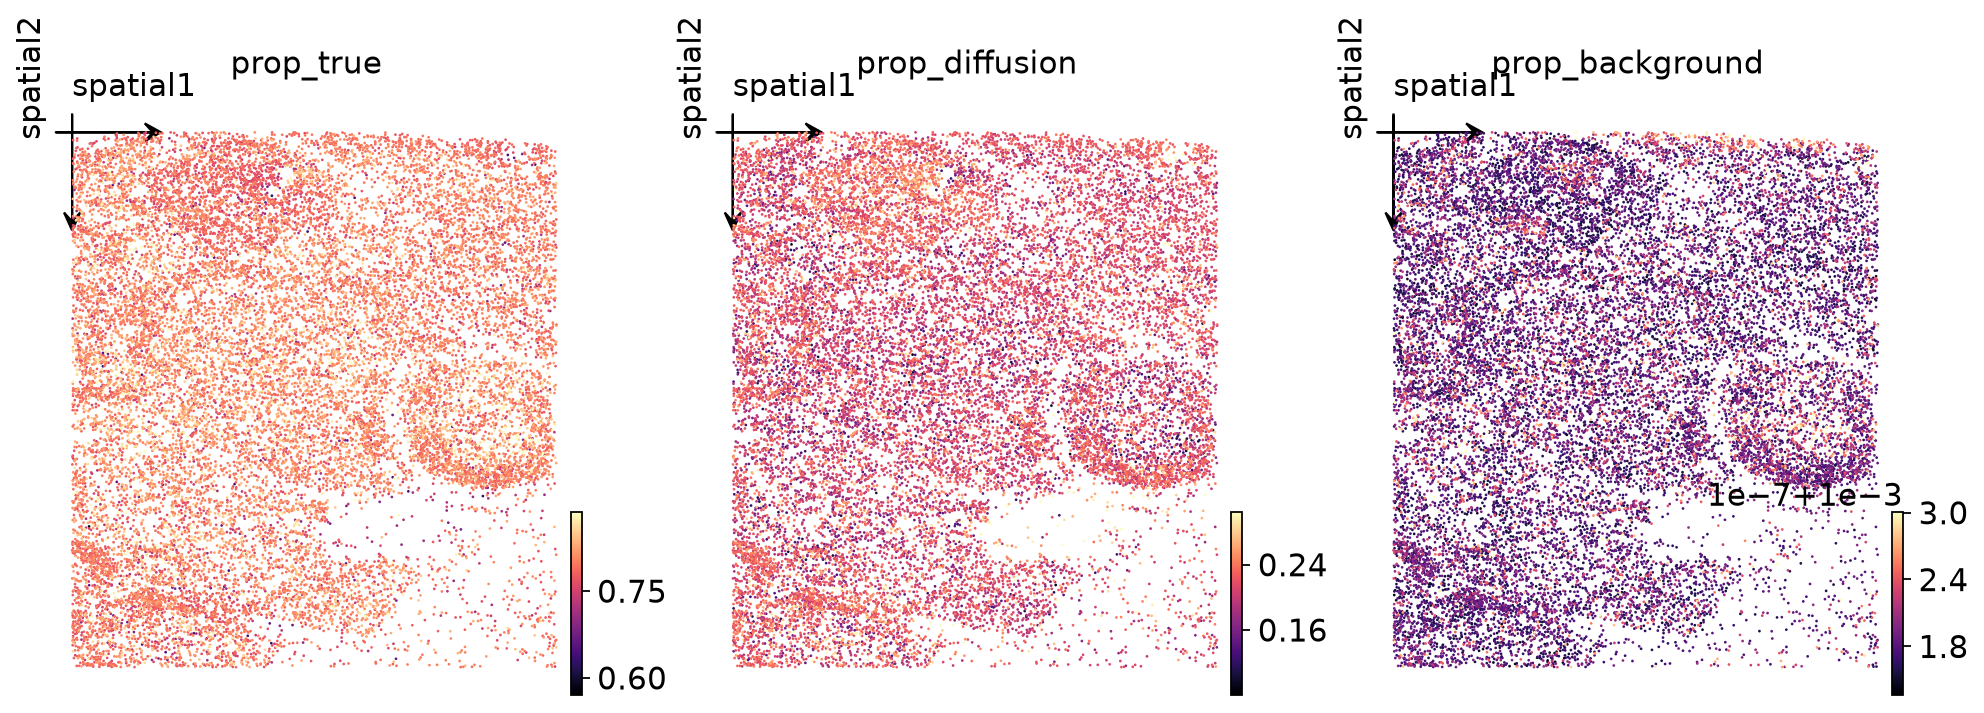 prop_true
spatial1
spatial2
0.75
0.60
prop_diffusion
spatial1
spatial2
0.24
0.16
prop_background
spatial1
spatial2
1e−7+1e−3
3.0
2.4
1.8